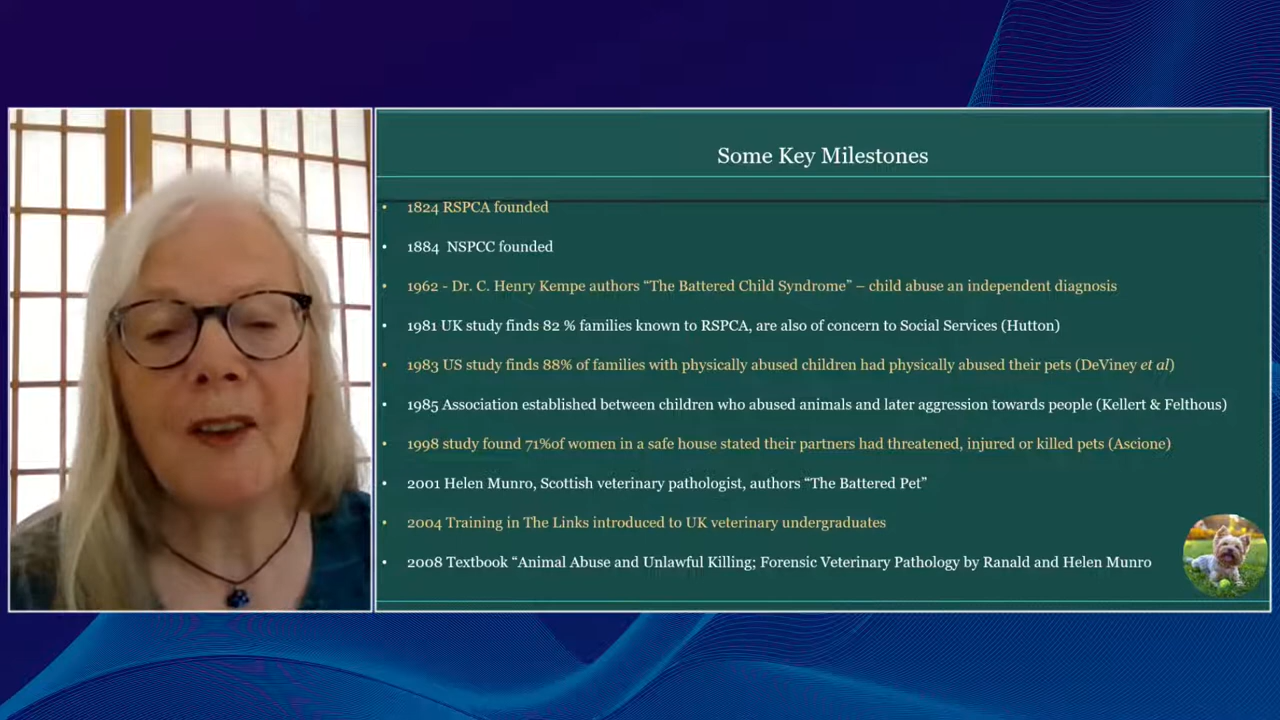 Some Key Milestones
• 1824 RSPCA founded
• 1884 NSPCC founded
• 1962 - Dr. C. Henry Kempe authors “The Battered Child Syndrome” – child abuse an independent diagnosis
• 1981 UK study finds 82 % families known to RSPCA, are also of concern to Social Services (Hutton)
• 1983 US study finds 88% of families with physically abused children had physically abused their pets (DeViney et al)
• 1985 Association established between children who abused animals and later aggression towards people (Kellert & Felthous)
• 1998 study found 71%of women in a safe house stated their partners had threatened, injured or killed pets (Ascione)
• 2001 Helen Munro, Scottish veterinary pathologist, authors “The Battered Pet”
• 2004 Training in The Links introduced to UK veterinary undergraduates
• 2008 Textbook “Animal Abuse and Unlawful Killing; Forensic Veterinary Pathology by Ranald and Helen Munro